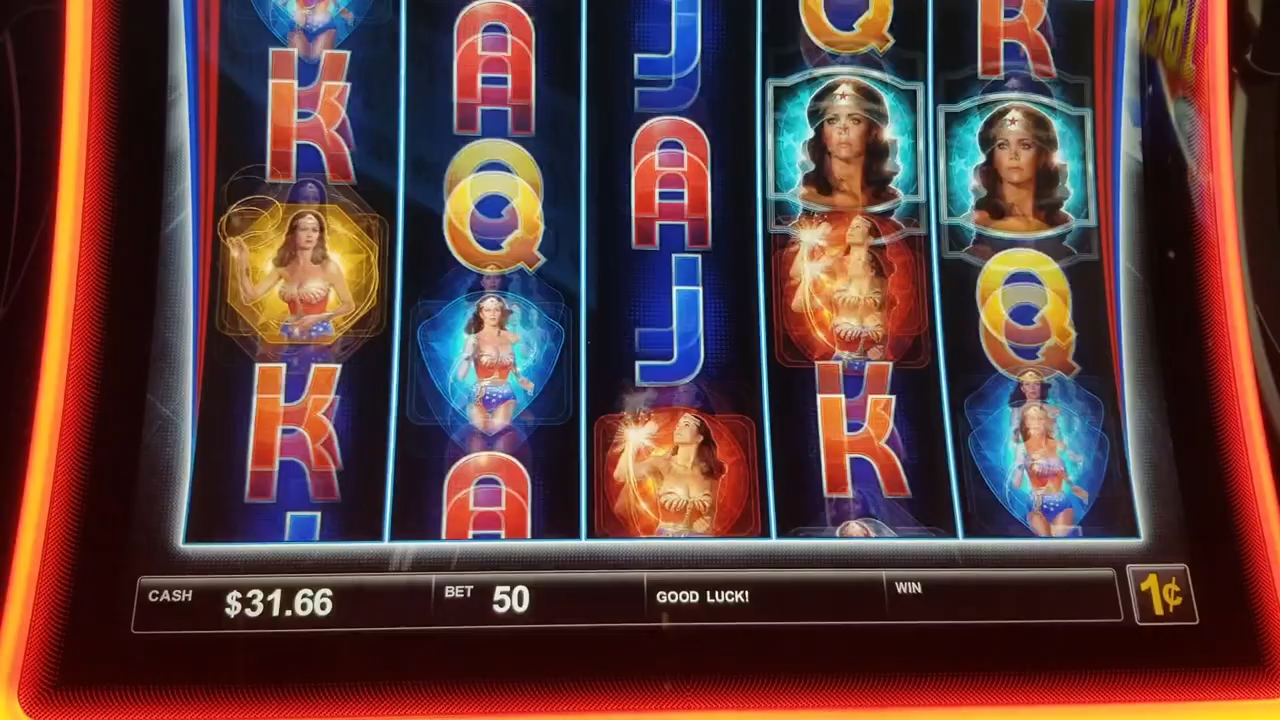 K A J Q K
K A Q
Q J
K A K
J
CASH $31.66 BET 50 GOOD LUCK! WIN 1¢